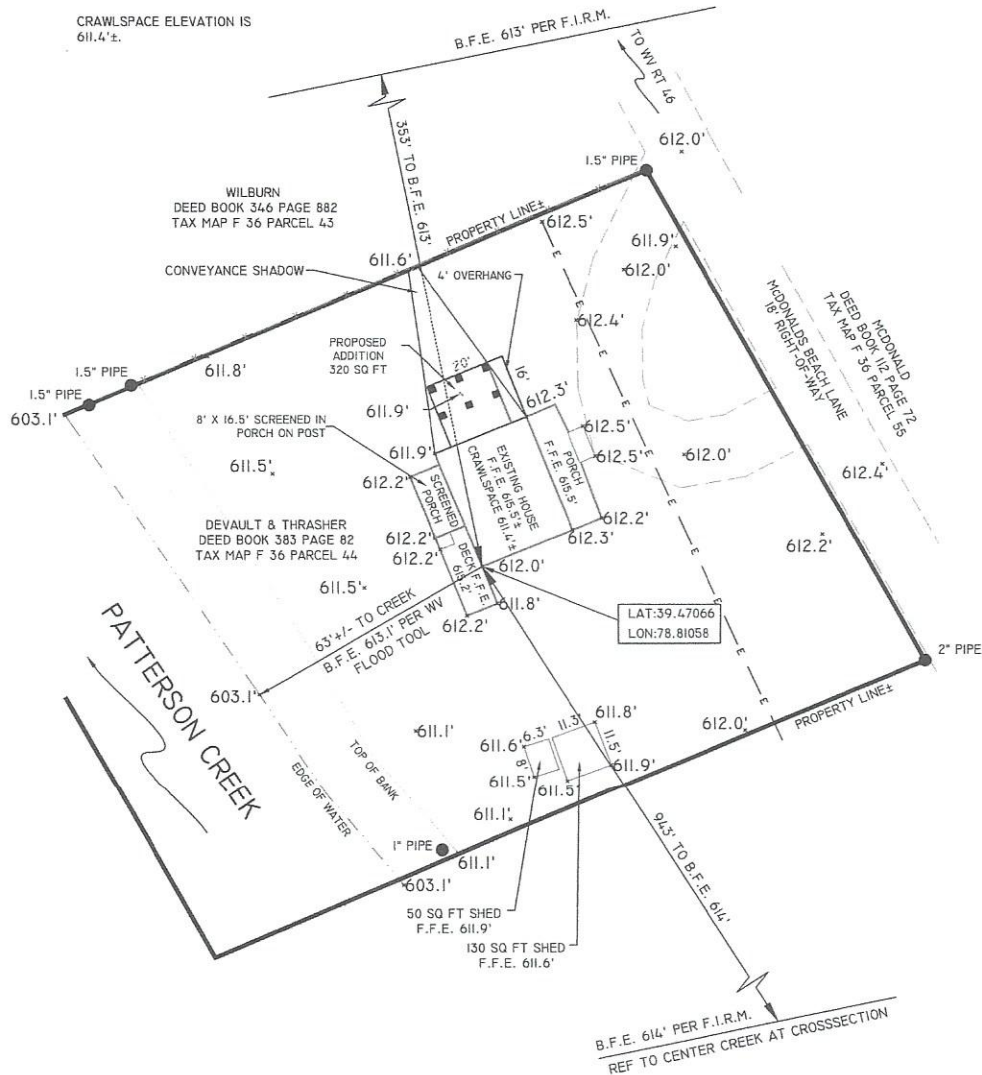 CRAWLSPACE ELEVATION IS
611.4'±.
B.F.E. 613' PER F.I.R.M.
TO WV RT 46
353' TO B.F.E. 613'
612.0'
1.5" PIPE
WILBURN
DEED BOOK 346 PAGE 882
TAX MAP F 36 PARCEL 43
PROPERTY LINE±
612.5'
611.9'
612.0'
CONVEYANCE SHADOW
611.6'
4' OVERHANG
E
E
E
E
E
E
612.4'
McDONALDS BEACH LANE
18' RIGHT-OF-WAY
McDONALD
DEED BOOK 112 PAGE 72
TAX MAP F 36 PARCEL 55
PROPOSED
ADDITION
320 SQ FT
20'
16'
1.5" PIPE
1.5" PIPE
603.1'
611.8'
611.9'
612.3'
8' X 16.5' SCREENED IN
PORCH ON POST
611.9'
612.5'
612.5'
612.0'
612.4'
611.5'
612.2'
SCREENED
PORCH
EXISTING HOUSE
F.F.E. 615.5'±
CRAWLSPACE 611.4'±
PORCH
F.F.E. 615.5'
612.2'
612.3'
612.2'
DEVAULT & THRASHER
DEED BOOK 383 PAGE 82
TAX MAP F 36 PARCEL 44
612.2'
612.2'
DECK F.F.E.
615.2'
612.0'
611.5'
611.8'
612.2'
LAT:39.47066
LON:78.81058
63'+/- TO CREEK
B.F.E. 613.1' PER WV
FLOOD TOOL
PATTERSON CREEK
603.1'
2" PIPE
PROPERTY LINE±
612.0'
611.1'
611.6'
6.3'
8'
611.5'
11.3'
611.8'
11.5'
611.9'
611.5'
TOP OF BANK
EDGE OF WATER
611.1'
1" PIPE
611.1'
603.1'
943' TO B.F.E. 614'
50 SQ FT SHED
F.F.E. 611.9'
130 SQ FT SHED
F.F.E. 611.6'
B.F.E. 614' PER F.I.R.M.
REF TO CENTER CREEK AT CROSSSECTION